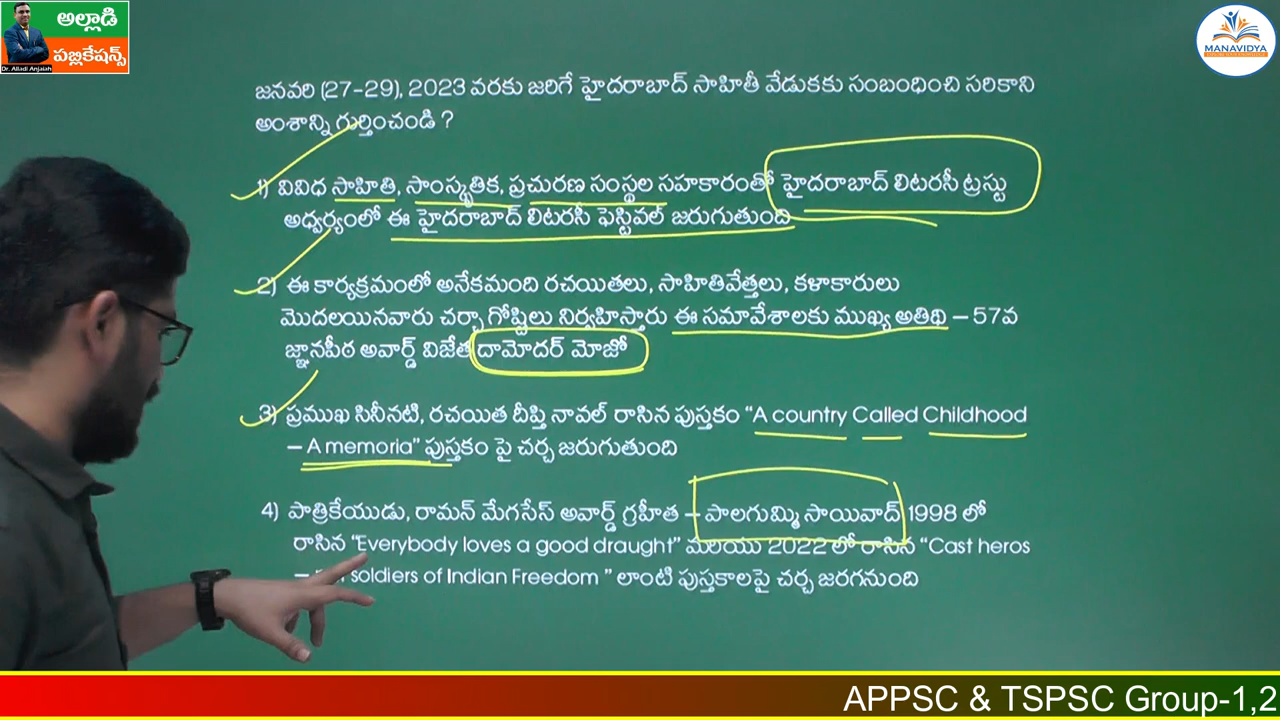 అల్లాడి
పబ్లికేషన్స్
Dr. Alladi Anjaiah
MANAVIDYA
జనవరి (27-29), 2023 వరకు జరిగే హైదరాబాద్ సాహితీ వేడుకకు సంబంధించి సరికాని
అంశాన్ని గుర్తించండి ?
1) వివిధ సాహితి, సాంస్కృతిక, ప్రచురణ సంస్థల సహకారంతో హైదరాబాద్ లిటరసీ ట్రస్టు
అధ్వర్యంలో ఈ హైదరాబాద్ లిటరసీ ఫెస్టివల్ జరుగుతుంది
2) ఈ కార్యక్రమంలో అనేకమంది రచయితలు, సాహితివేత్తలు, కళాకారులు
మొదలయినవారు చర్చా గోష్టిలు నిర్వహిస్తారు ఈ సమావేశాలకు ముఖ్య అతిథి – 57వ
జ్ఞానపీఠ అవార్డ్ విజేత దామోదర్ మోజో
3) ప్రముఖ సినీనటి, రచయిత దీప్తి నావల్ రాసిన పుస్తకం “A country Called Childhood
– A memoria” పుస్తకం పై చర్చ జరుగుతుంది
4) పాత్రికేయుడు, రామన్ మేగసేస్ అవార్డ్ గ్రహీత – పాలగుమ్మి సాయివాద్ 1998 లో
రాసిన “Everybody loves a good draught” మరియు 2022 లో రాసిన “Cast heros
– soldiers of Indian Freedom ” లాంటి పుస్తకాలపై చర్చ జరగనుంది
APPSC & TSPSC Group-1,2